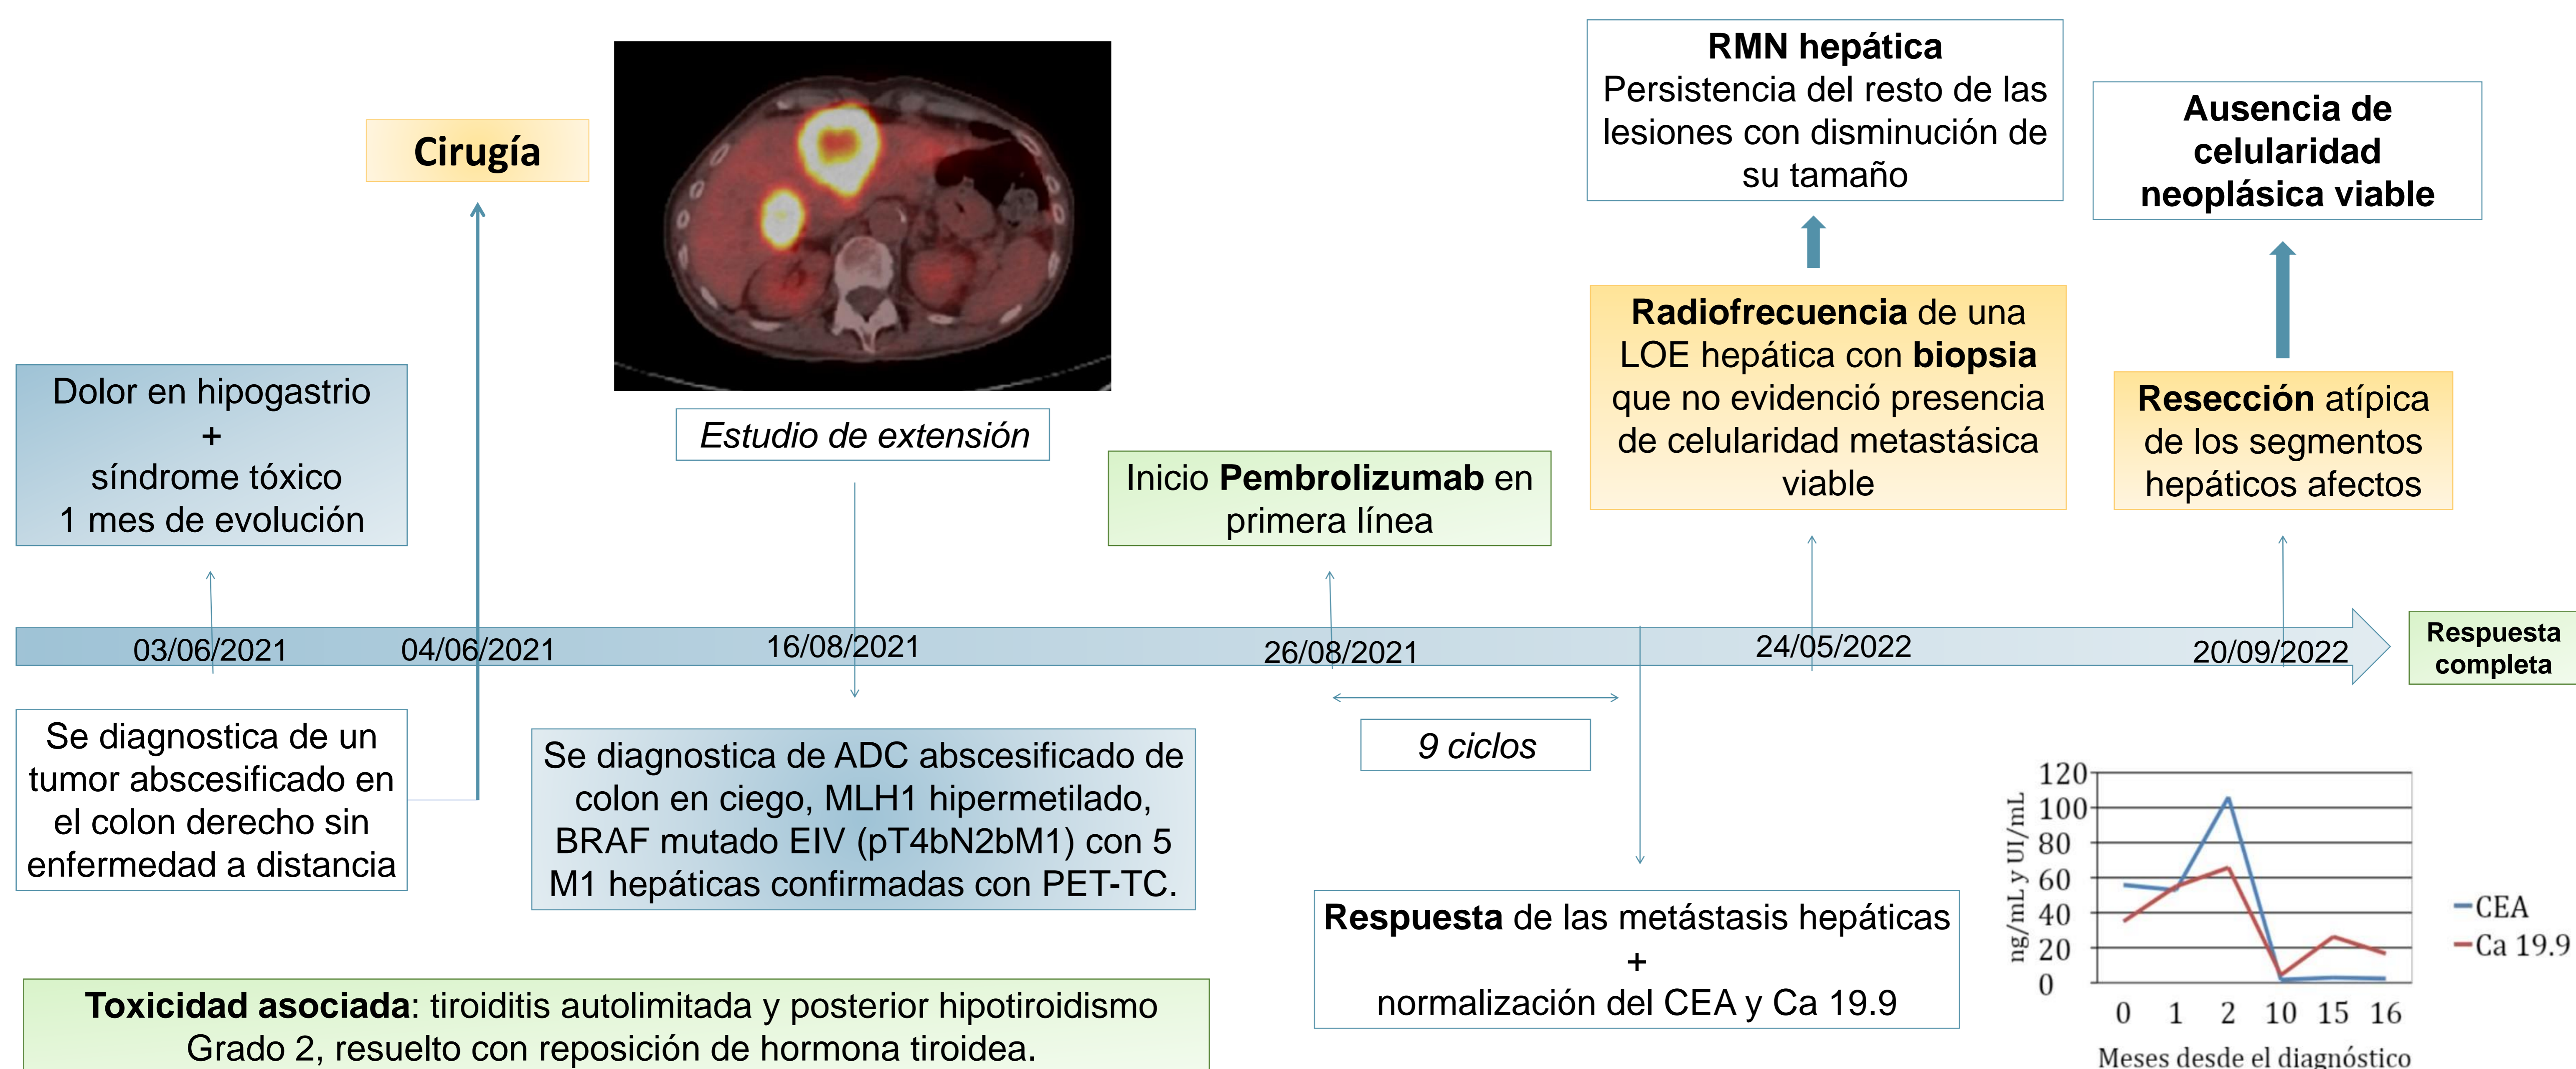 Cirugía
RMN hepática
Persistencia del resto de las
lesiones con disminución de
su tamaño
Ausencia de
celularidad
neoplásica viable
Dolor en hipogastrio
+
síndrome tóxico
1 mes de evolución
Estudio de extensión
Inicio Pembrolizumab en
primera línea
Radiofrecuencia de una
LOE hepática con biopsia
que no evidenció presencia
de celularidad metastásica
viable
Resección atípica
de los segmentos
hepáticos afectos
03/06/2021
04/06/2021
16/08/2021
26/08/2021
24/05/2022
20/09/2022
Respuesta
completa
Se diagnostica de un
tumor abscesificado en
el colon derecho sin
enfermedad a distancia
Se diagnostica de ADC abscesificado de
colon en ciego, MLH1 hipermetilado,
BRAF mutado EIV (pT4bN2bM1) con 5
M1 hepáticas confirmadas con PET-TC.
9 ciclos
Respuesta de las metástasis hepáticas
+
normalización del CEA y Ca 19.9
Toxicidad asociada: tiroiditis autolimitada y posterior hipotiroidismo
Grado 2, resuelto con reposición de hormona tiroidea.
ng/mL y UI/mL
120
100
80
60
40
20
0
0 1 2 10 15 16
Meses desde el diagnóstico
CEA
Ca 19.9